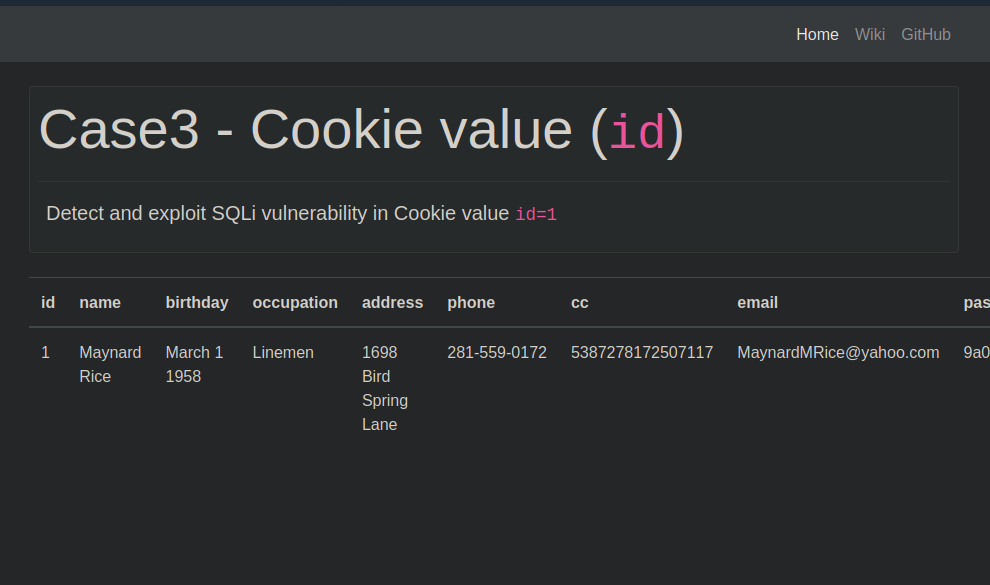 Home Wiki GitHub
Case3 - Cookie value (id)
Detect and exploit SQLi vulnerability in Cookie value id=1
id name birthday occupation address phone cc email pas
1 Maynard March 1 Linemen 1698 281-559-0172 5387278172507117 MaynardMRice@yahoo.com 9a0
Rice 1958 Bird
Spring
Lane